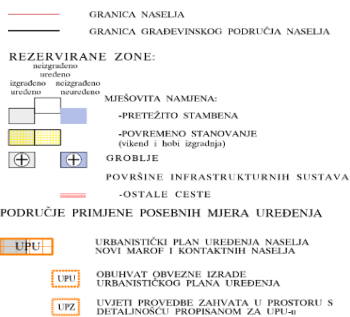 GRANICA NASELJA
GRANICA GRAĐEVINSKOG PODRUČJA NASELJA
REZERVIRANE ZONE:
neizgrađeno
uređeno
izgrađeno neizgrađeno
uređeno neuređeno
MJEŠOVITA NAMJENA:
-PRETEŽITO STAMBENA
-POVREMENO STANOVANJE
(vikend i hobi izgradnja)
GROBLJE
POVRŠINE INFRASTRUKTURNIH SUSTAVA
-OSTALE CESTE
PODRUČJE PRIMJENE POSEBNIH MJERA UREĐENJA
UPU
URBANISTIČKI PLAN UREĐENJA NASELJA
NOVI MAROF I KONTAKTNIH NASELJA
UPU
OBUHVAT OBVEZNE IZRADE
URBANISTIČKOG PLANA UREĐENJA
UPZ
UVJETI PROVEDBE ZAHVATA U PROSTORU S
DETALJNOŠĆU PROPISANOM ZA UPU-u